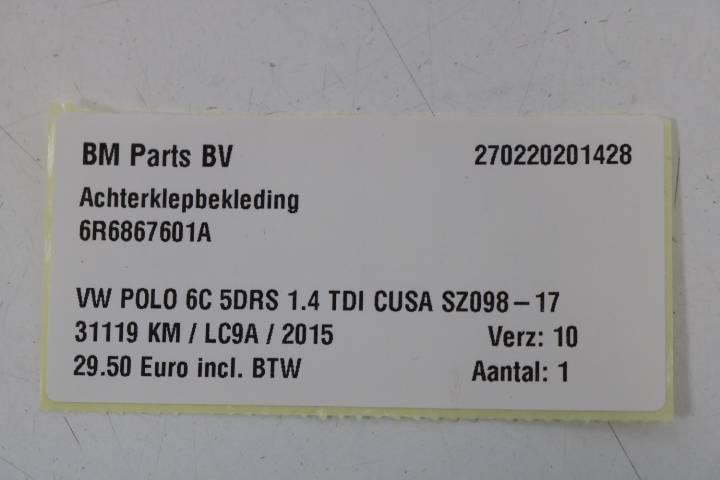 BM Parts BV 270220201428
Achterklepbekleding
6R6867601A
VW POLO 6C 5DRS 1.4 TDI CUSA SZ098-17
31119 KM / LC9A / 2015 Verz: 10
29.50 Euro incl. BTW Aantal: 1